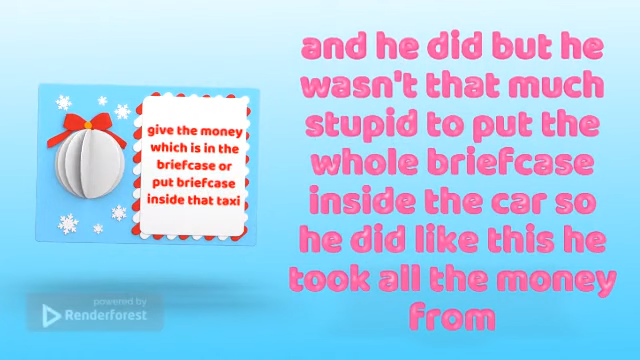 give the money
which is in the
briefcase or
put briefcase
inside that taxi
and he did but he
wasn't that much
stupid to put the
whole briefcase
inside the car so
he did like this he
took all the money
from
powered by
Renderforest